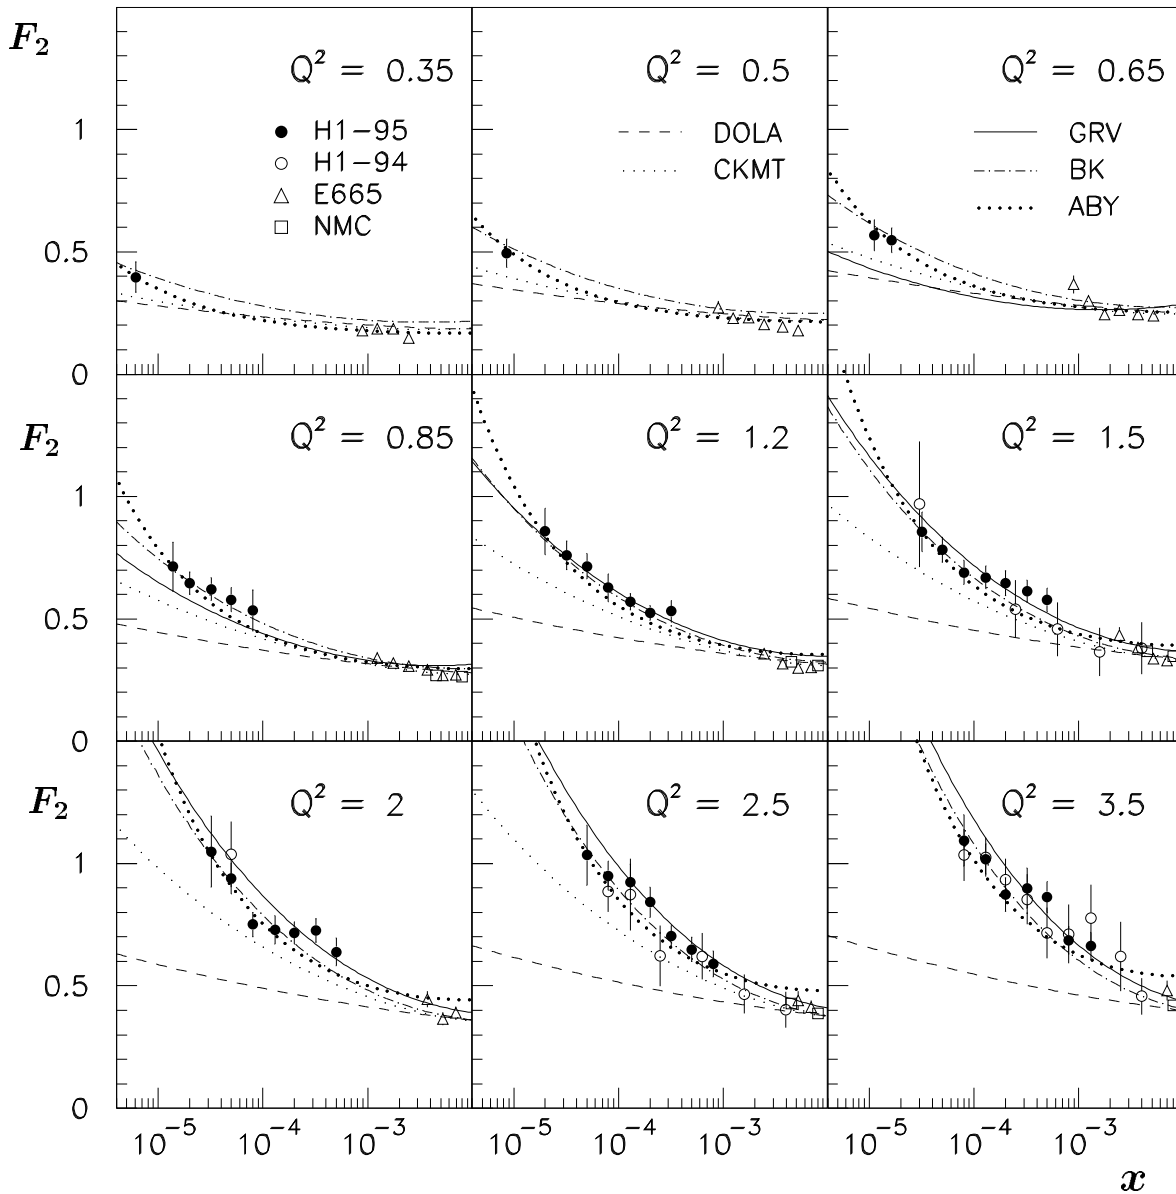 F₂
Q² = 0.35
Q² = 0.5
Q² = 0.65
1
H1-95
H1-94
E665
NMC
DOLA
CKMT
GRV
BK
ABY
0.5
0
F₂
Q² = 0.85
Q² = 1.2
Q² = 1.5
1
0.5
0
F₂
Q² = 2
Q² = 2.5
Q² = 3.5
1
0.5
0
10⁻⁵ 10⁻⁴ 10⁻³ 10⁻⁵ 10⁻⁴ 10⁻³ 10⁻⁵ 10⁻⁴ 10⁻³
x